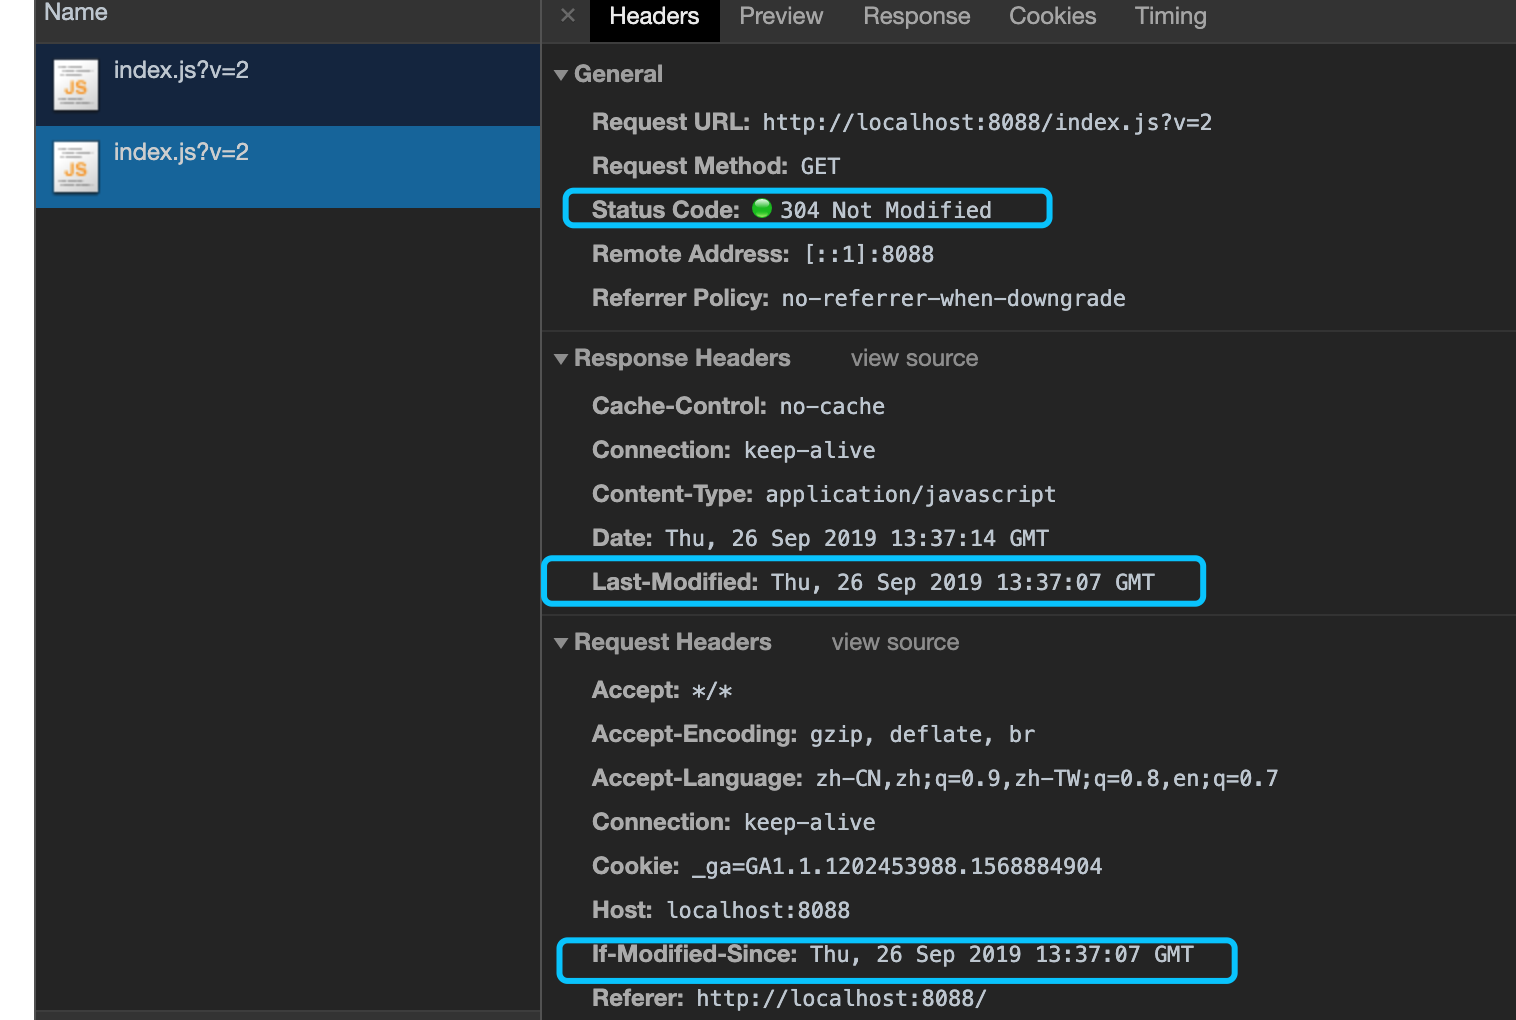 Name
× Headers Preview Response Cookies Timing
JS index.js?v=2
JS index.js?v=2
General
Request URL: http://localhost:8088/index.js?v=2
Request Method: GET
Status Code: 304 Not Modified
Remote Address: [::1]:8088
Referrer Policy: no-referrer-when-downgrade
Response Headers view source
Cache-Control: no-cache
Connection: keep-alive
Content-Type: application/javascript
Date: Thu, 26 Sep 2019 13:37:14 GMT
Last-Modified: Thu, 26 Sep 2019 13:37:07 GMT
Request Headers view source
Accept: */*
Accept-Encoding: gzip, deflate, br
Accept-Language: zh-CN,zh;q=0.9,zh-TW;q=0.8,en;q=0.7
Connection: keep-alive
Cookie: _ga=GA1.1.1202453988.1568884904
Host: localhost:8088
If-Modified-Since: Thu, 26 Sep 2019 13:37:07 GMT
Referer: http://localhost:8088/